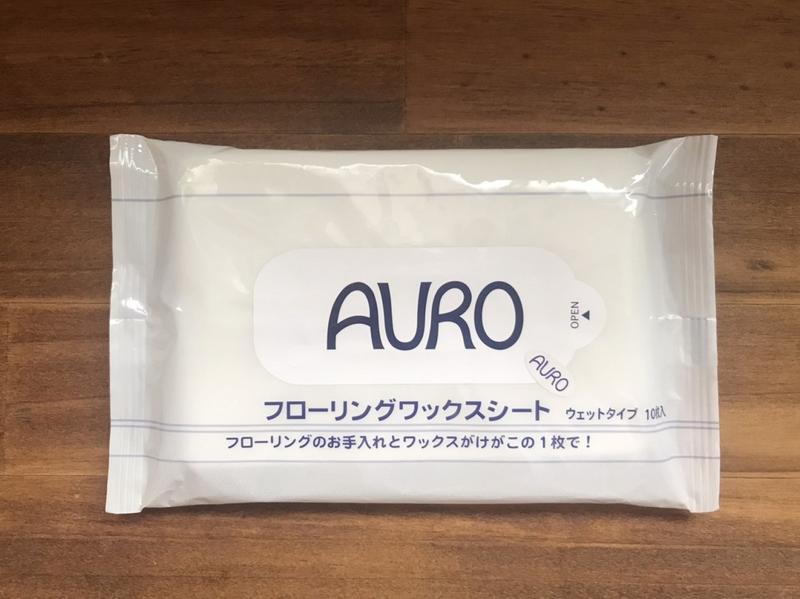 AURO
OPEN
AURO
フローリングワックスシート ウェットタイプ 10枚入
フローリングのお手入れとワックスがけがこの1枚で!